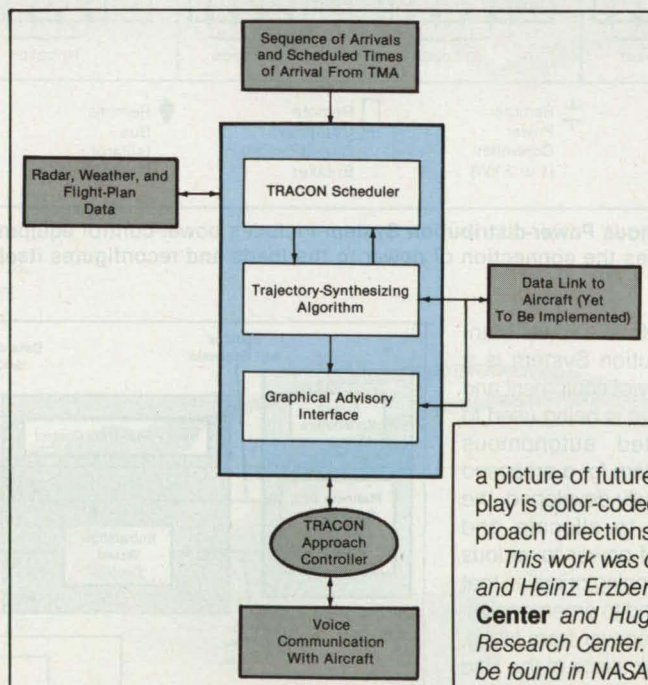 Sequence of Arrivals
and Scheduled Times
of Arrival From TMA
Radar, Weather, and
Flight-Plan
Data
TRACON Scheduler
Trajectory-Synthesizing
Algorithm
Data Link to
Aircraft (Yet
To Be Implemented)
Graphical Advisory
Interface
TRACON
Approach
Controller
Voice
Communication
With Aircraft
a picture of future
play is color-coded
proach directions
This work was
and Heinz Erzber
Center and Hug
Research Center.
be found in NASA